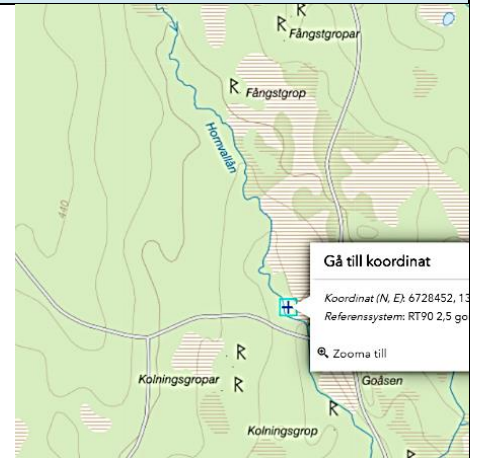 Fångstgropar
Fångstgrop
Hornvallån
440
Gå till koordinat
Koordinat (N, E): 6728452, 13
Referenssystem: RT90 2,5 go
Zooma till
Kolningsgropar
Goåsen
Kolningsgrop